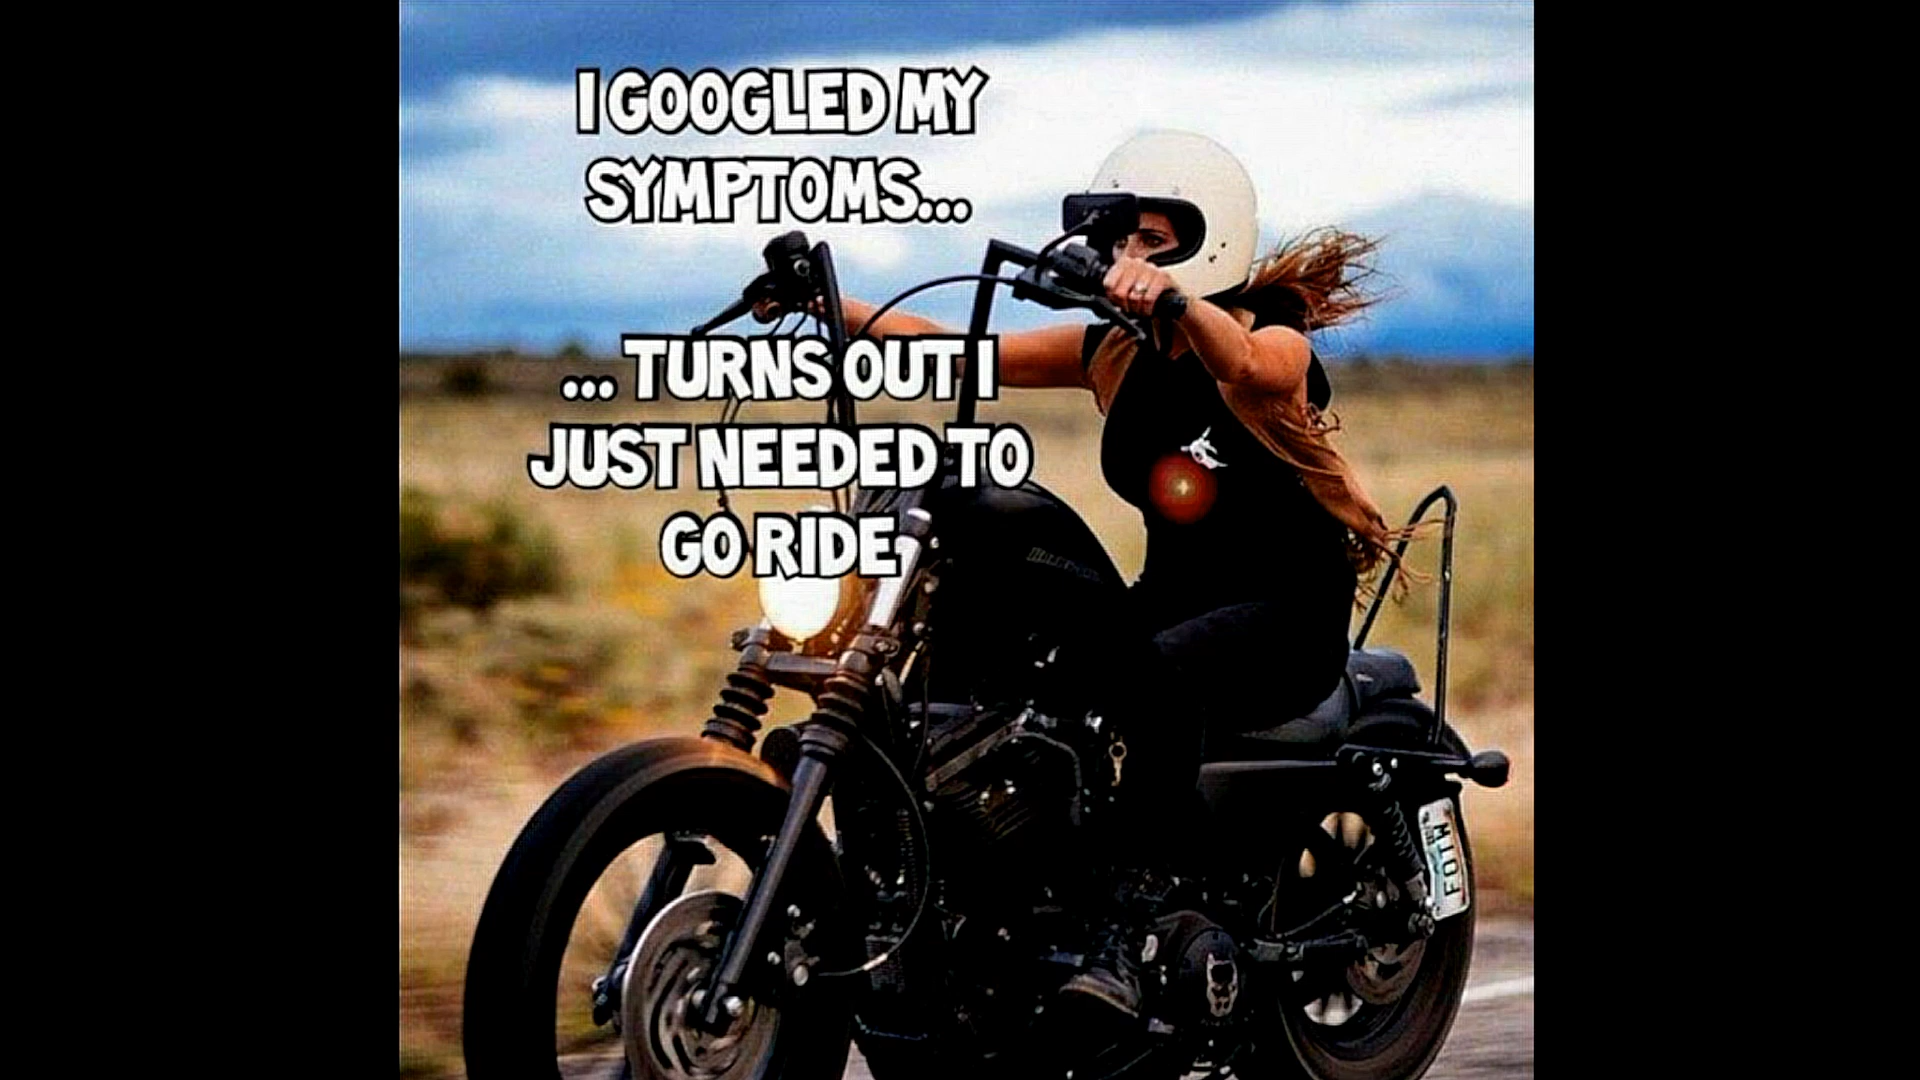 I GOOGLED MY
SYMPTOMS...
... TURNS OUT I
JUST NEEDED TO
GO RIDE
FOTW